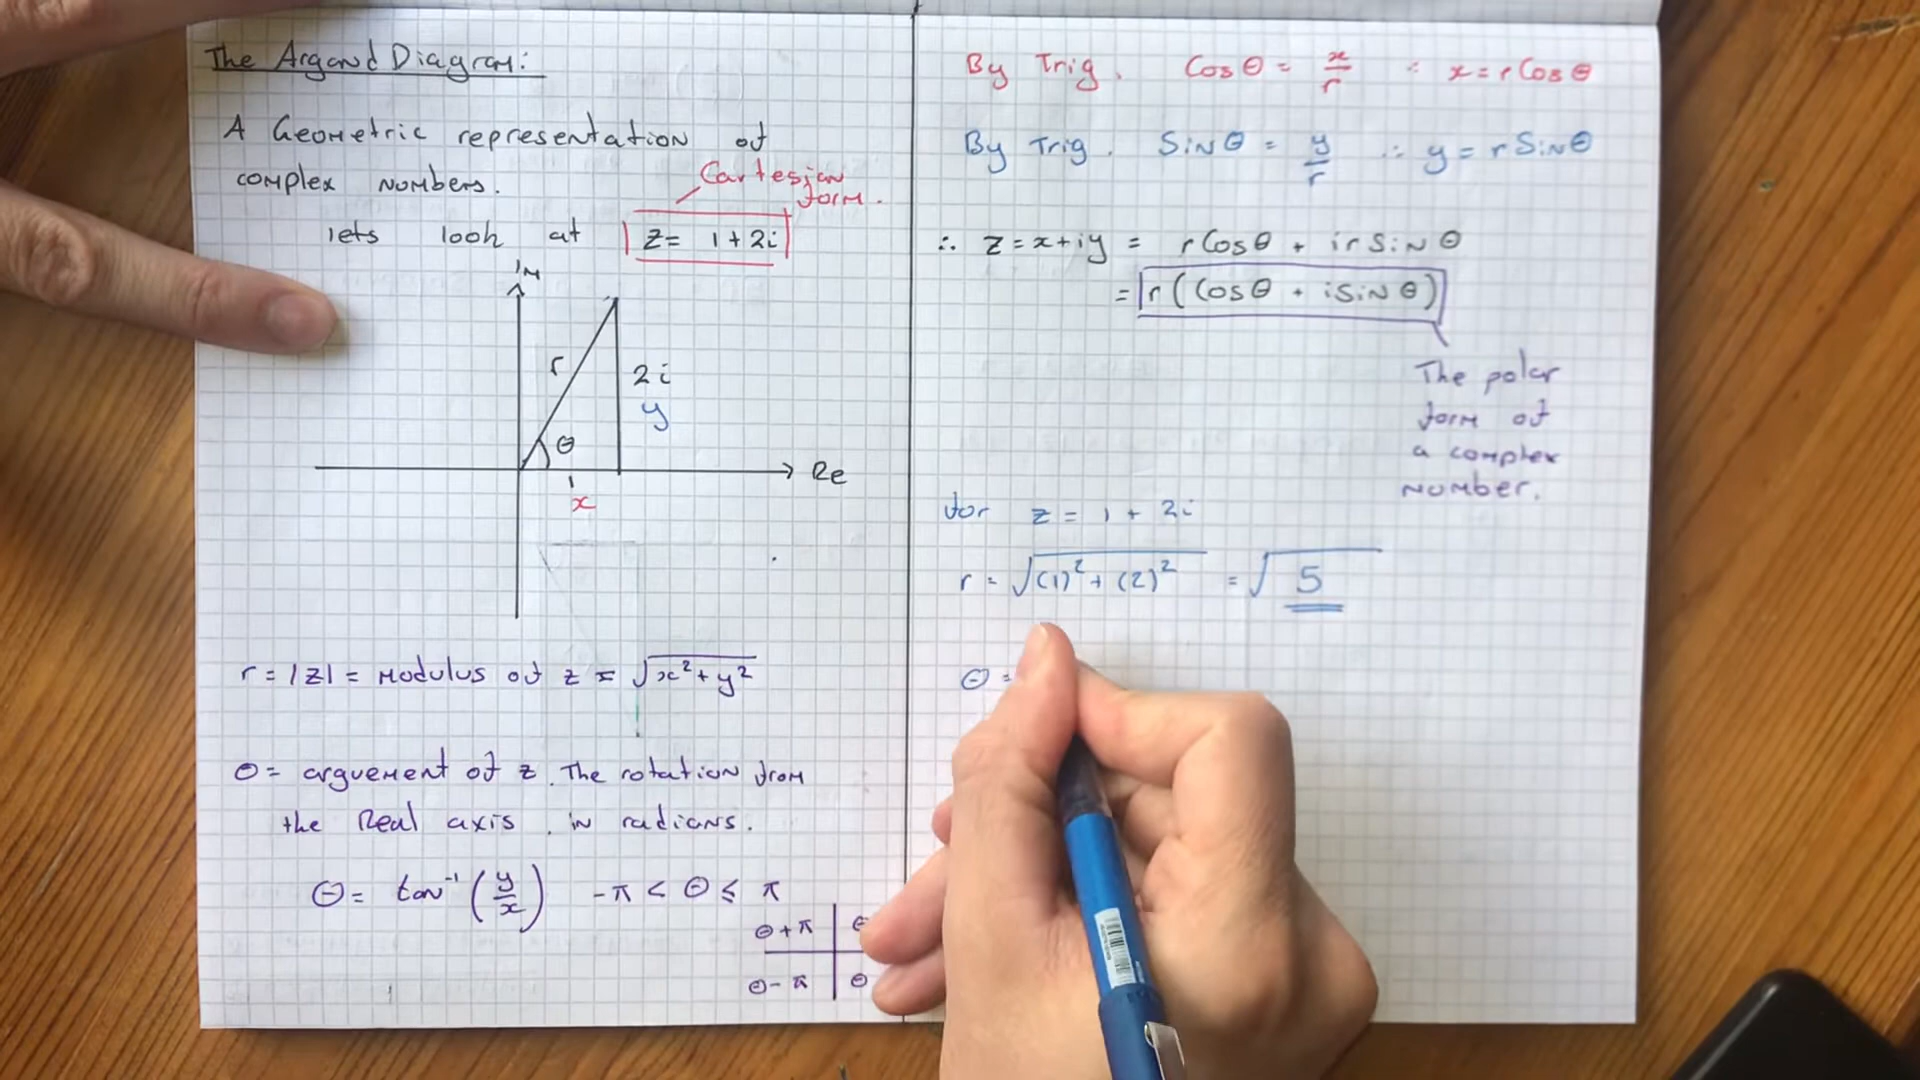 The Argand Diagram:
A Geometric representation of
complex numbers.
Cartesian
form.
lets look at z = 1 + 2i
Im
r
2i
y
θ
Re
1
x
r = |z| = Modulus of z = √x² + y²
θ = arguement of z. The rotation from
the Real axis, in radians.
θ = tan⁻¹ (y/x) -π < θ ≤ π
θ+π
θ-π θ
By Trig. Cos θ = x/r ∴ x = r Cos θ
By Trig. Sin θ = y/r ∴ y = r Sin θ
∴ z = x + iy = r Cos θ + i r Sin θ
= r (Cos θ + i Sin θ)
The polar
form of
a complex
number.
for z = 1 + 2i
r = √(1)² + (2)² = √5
θ =